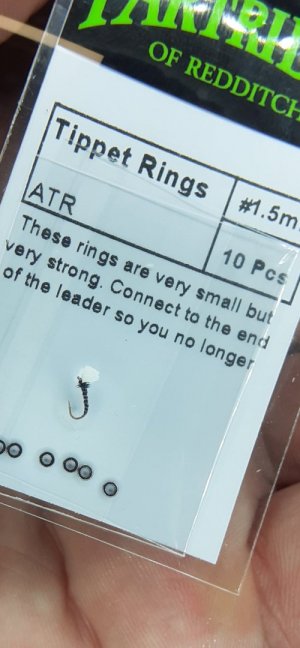 PARTRI
OF REDDITCH
Tippet Rings
#1.5m
ATR
10 Pcs
These rings are very small but
very strong. Connect to the end
of the leader so you no longer